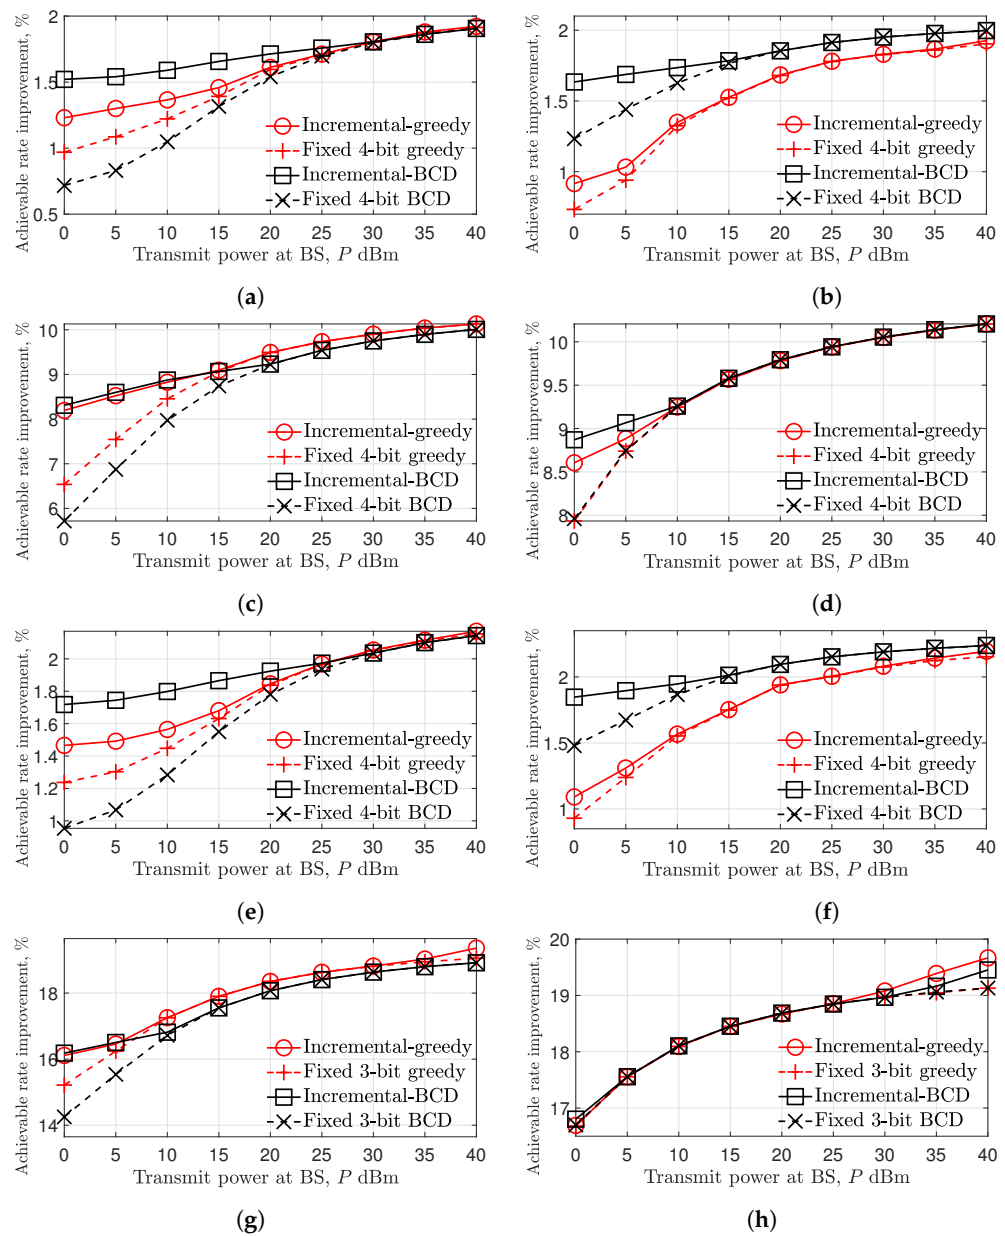 Achievable rate improvement, %
2
1.5
1
0.5
Incremental-greedy
Fixed 4-bit greedy
Incremental-BCD
Fixed 4-bit BCD
0 5 10 15 20 25 30 35 40
Transmit power at BS, P dBm
(a)
Achievable rate improvement, %
2
1.5
1
Incremental-greedy
Fixed 4-bit greedy
Incremental-BCD
Fixed 4-bit BCD
0 5 10 15 20 25 30 35 40
Transmit power at BS, P dBm
(b)
Achievable rate improvement, %
10
9
8
7
6
Incremental-greedy
Fixed 4-bit greedy
Incremental-BCD
Fixed 4-bit BCD
0 5 10 15 20 25 30 35 40
Transmit power at BS, P dBm
(c)
Achievable rate improvement, %
10
9.5
9
8.5
8
Incremental-greedy
Fixed 4-bit greedy
Incremental-BCD
Fixed 4-bit BCD
0 5 10 15 20 25 30 35 40
Transmit power at BS, P dBm
(d)
Achievable rate improvement, %
2
1.8
1.6
1.4
1.2
1
Incremental-greedy
Fixed 4-bit greedy
Incremental-BCD
Fixed 4-bit BCD
0 5 10 15 20 25 30 35 40
Transmit power at BS, P dBm
(e)
Achievable rate improvement, %
2
1.5
1
Incremental-greedy
Fixed 4-bit greedy
Incremental-BCD
Fixed 4-bit BCD
0 5 10 15 20 25 30 35 40
Transmit power at BS, P dBm
(f)
Achievable rate improvement, %
18
16
14
Incremental-greedy
Fixed 3-bit greedy
Incremental-BCD
Fixed 3-bit BCD
0 5 10 15 20 25 30 35 40
Transmit power at BS, P dBm
(g)
Achievable rate improvement, %
20
19
18
17
Incremental-greedy
Fixed 3-bit greedy
Incremental-BCD
Fixed 3-bit BCD
0 5 10 15 20 25 30 35 40
Transmit power at BS, P dBm
(h)